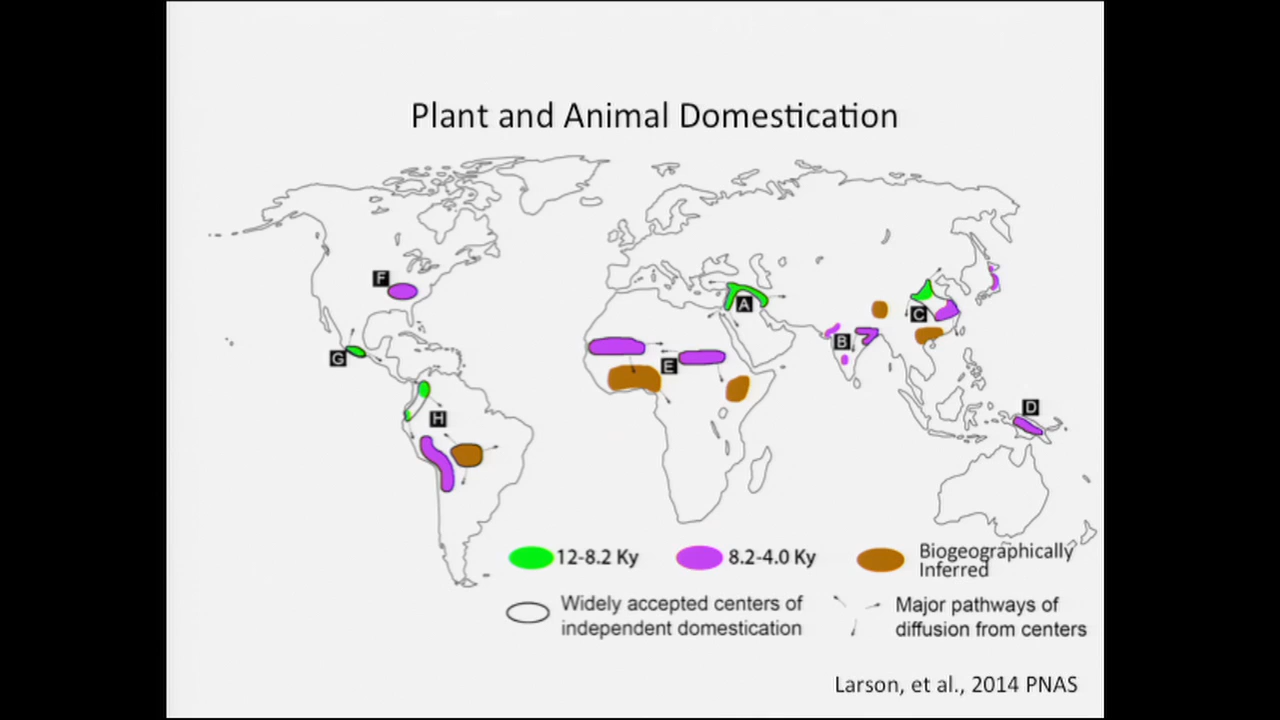 Plant and Animal Domestication
F
A
C
G
B
E
D
H
12-8.2 Ky
8.2-4.0 Ky
Biogeographically
Inferred
Widely accepted centers of
independent domestication
Major pathways of
diffusion from centers
Larson, et al., 2014 PNAS